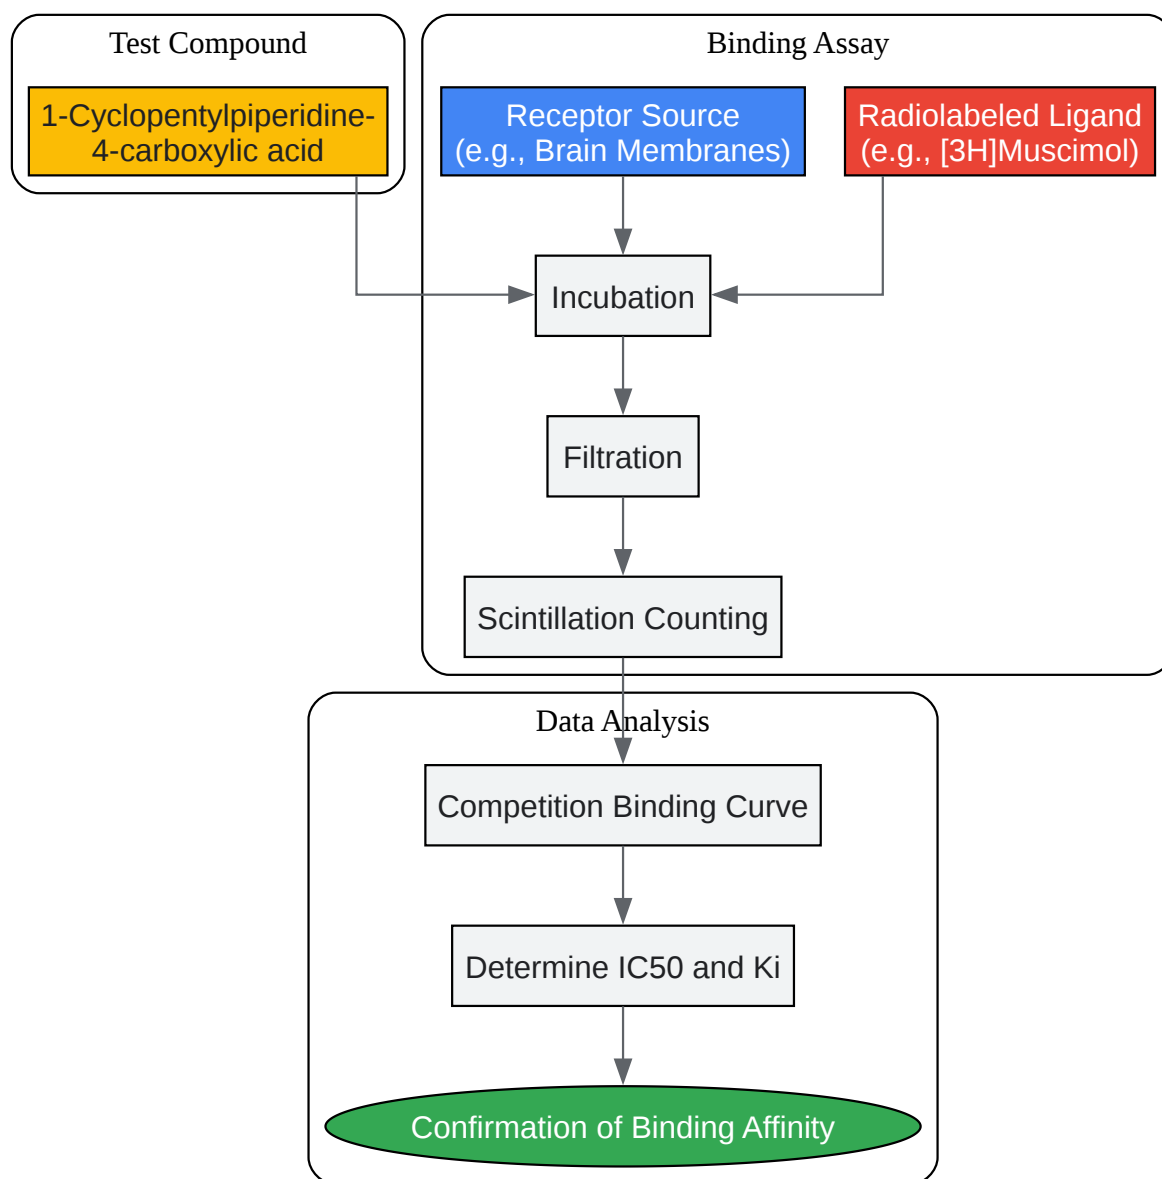 Test Compound
1-Cyclopentylpiperidine-
4-carboxylic acid
Binding Assay
Receptor Source
(e.g., Brain Membranes)
Radiolabeled Ligand
(e.g., [3H]Muscimol)
Incubation
Filtration
Scintillation Counting
Data Analysis
Competition Binding Curve
Determine IC50 and Ki
Confirmation of Binding Affinity